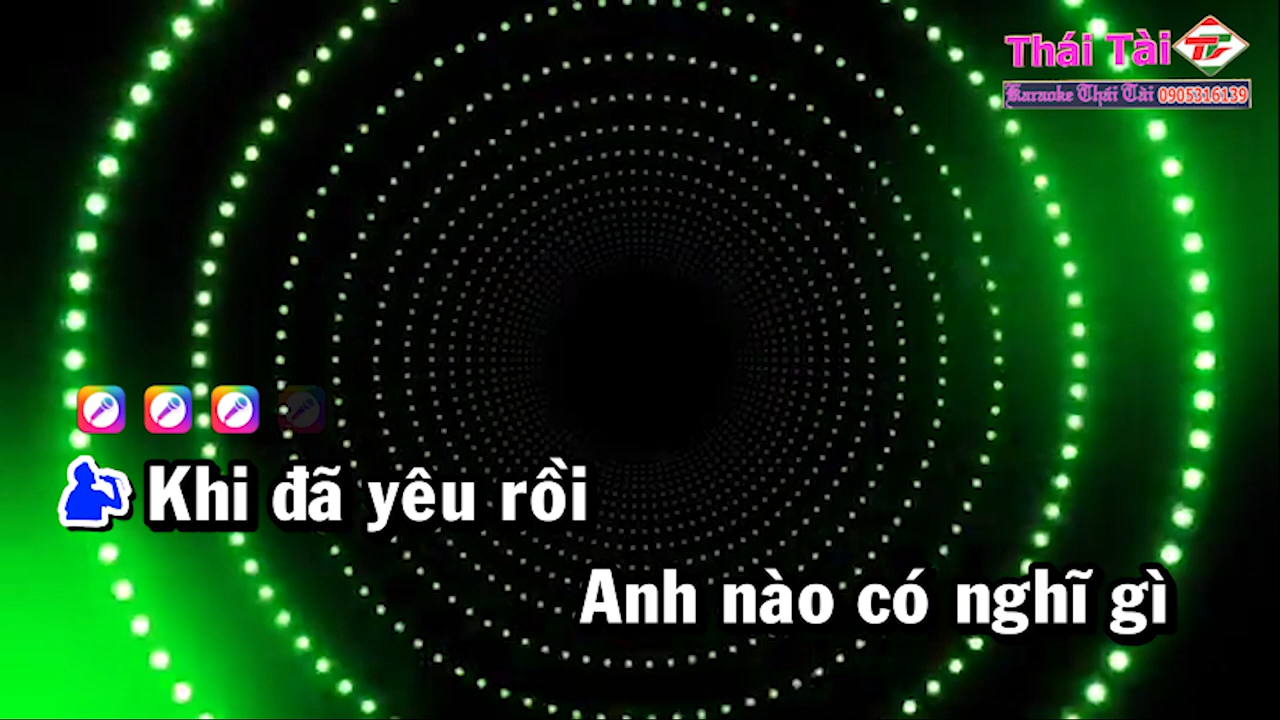 Thái Tài
Karaoke Thái Tài 0905316139
Khi đã yêu rồi
Anh nào có nghĩ gì